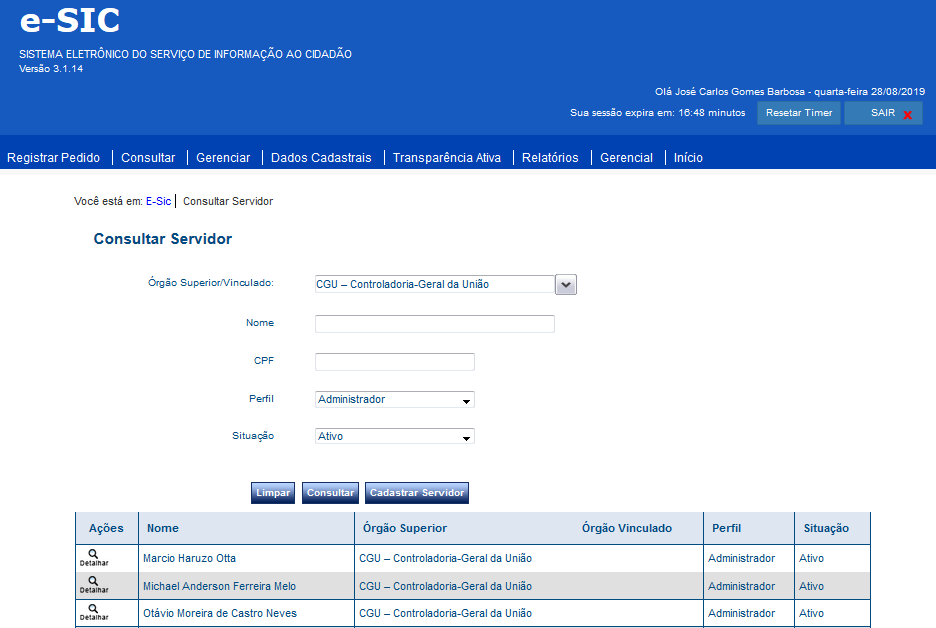 e-SIC
SISTEMA ELETRÔNICO DO SERVIÇO DE INFORMAÇÃO AO CIDADÃO
Versão 3.1.14
Olá José Carlos Gomes Barbosa - quarta-feira 28/08/2019
Sua sessão expira em: 16:48 minutos Resetar Timer SAIR x
Registrar Pedido Consultar Gerenciar Dados Cadastrais Transparência Ativa Relatórios Gerencial Início
Você está em: E-Sic Consultar Servidor
Consultar Servidor
Órgão Superior/Vinculado: CGU – Controladoria-Geral da União
Nome
CPF
Perfil Administrador
Situação Ativo
Limpar Consultar Cadastrar Servidor
Ações Nome Órgão Superior Órgão Vinculado Perfil Situação
Detalhar Marcio Haruzo Otta CGU – Controladoria-Geral da União Administrador Ativo
Detalhar Michael Anderson Ferreira Melo CGU – Controladoria-Geral da União Administrador Ativo
Detalhar Otávio Moreira de Castro Neves CGU – Controladoria-Geral da União Administrador Ativo